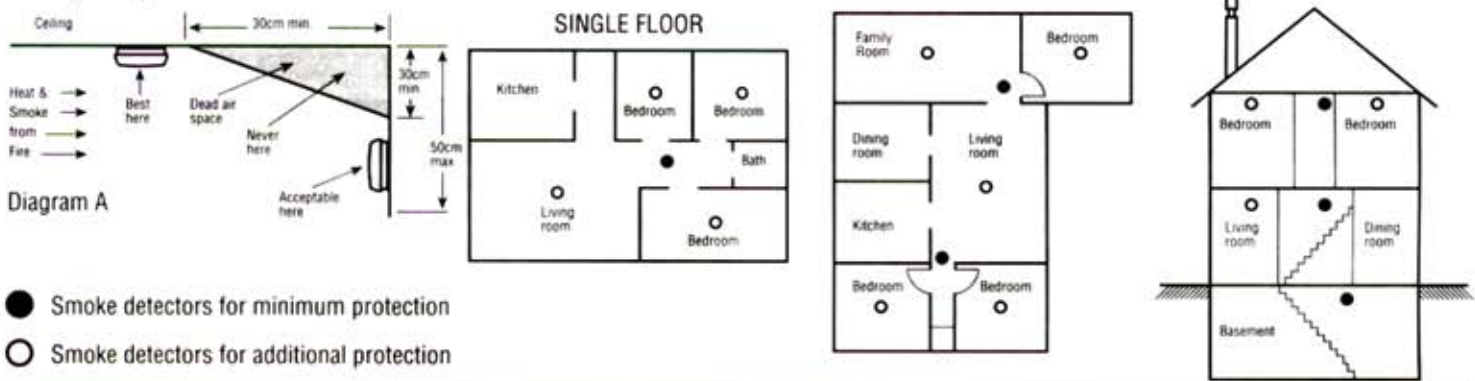 Ceiling
30cm min.
Heat &
Smoke
from
Fire
Best
here
Dead air
space
Never
here
30cm
min
50cm
max
Acceptable
here
Diagram A
SINGLE FLOOR
Kitchen
Bedroom
Bedroom
Bath
Living
room
Bedroom
Family
Room
Bedroom
Dining
room
Living
room
Kitchen
Bedroom
Bedroom
Bedroom
Bedroom
Living
room
Dining
room
Basement
Smoke detectors for minimum protection
Smoke detectors for additional protection